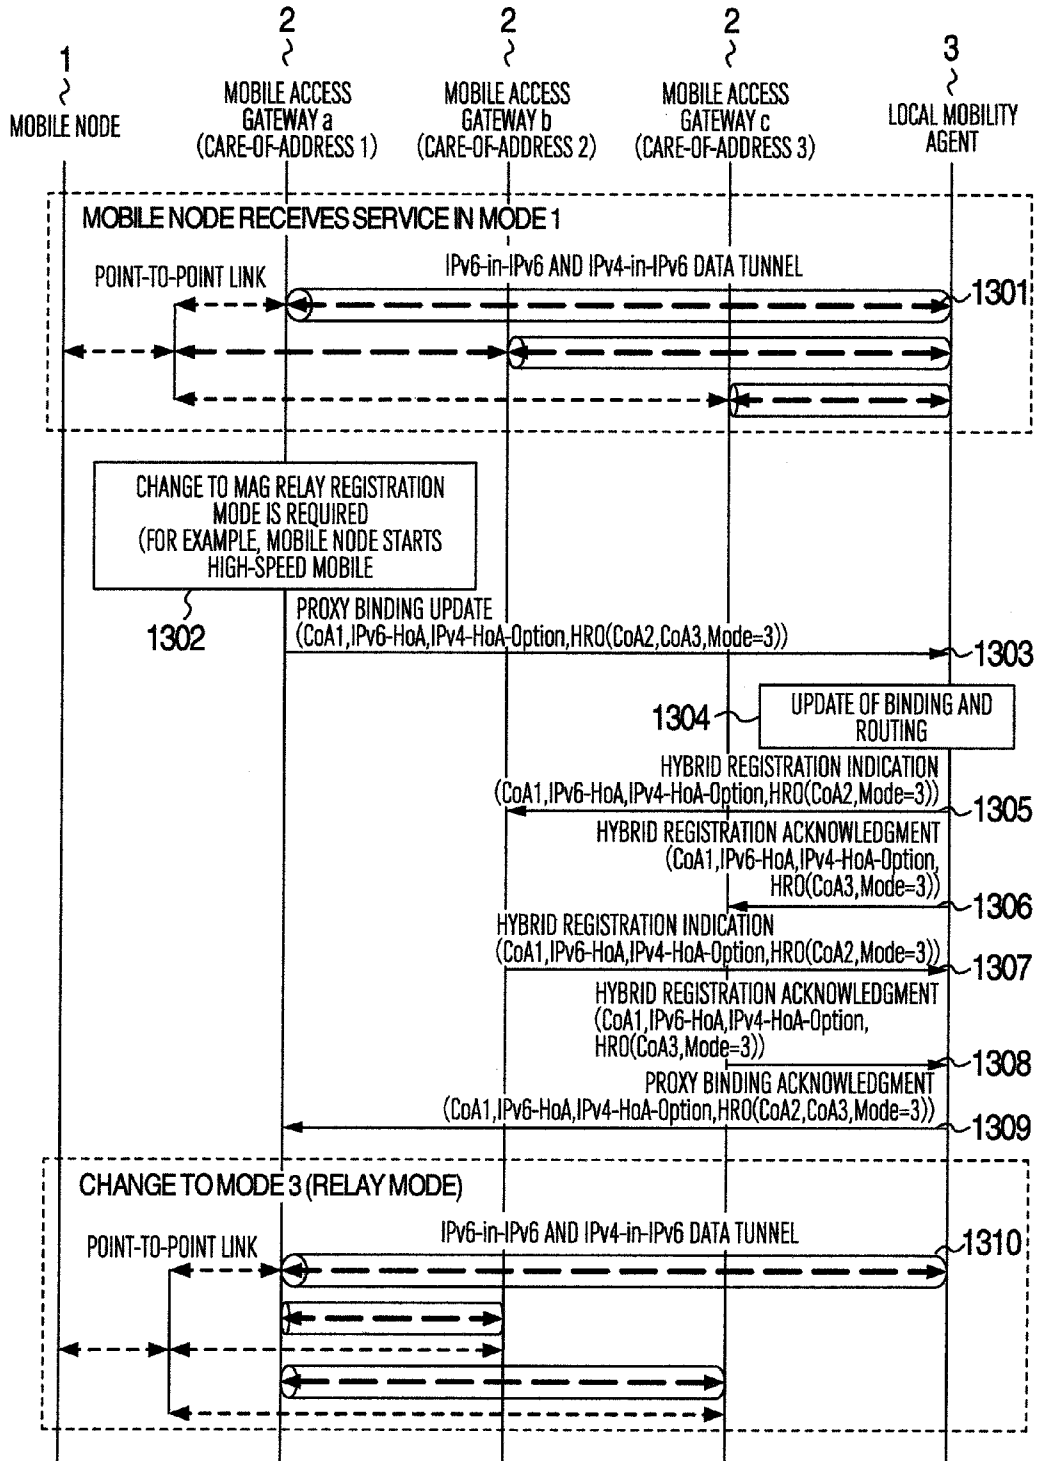 1
2
2
2
3
MOBILE NODE
MOBILE ACCESS
GATEWAY a
(CARE-OF-ADDRESS 1)
MOBILE ACCESS
GATEWAY b
(CARE-OF-ADDRESS 2)
MOBILE ACCESS
GATEWAY c
(CARE-OF-ADDRESS 3)
LOCAL MOBILITY
AGENT
MOBILE NODE RECEIVES SERVICE IN MODE 1
POINT-TO-POINT LINK
IPv6-in-IPv6 AND IPv4-in-IPv6 DATA TUNNEL
1301
CHANGE TO MAG RELAY REGISTRATION
MODE IS REQUIRED
(FOR EXAMPLE, MOBILE NODE STARTS
HIGH-SPEED MOBILE
1302
PROXY BINDING UPDATE
(CoA1,IPv6-HoA,IPv4-HoA-Option,HRO(CoA2,CoA3,Mode=3))
1303
1304
UPDATE OF BINDING AND
ROUTING
HYBRID REGISTRATION INDICATION
(CoA1,IPv6-HoA,IPv4-HoA-Option,HRO(CoA2,Mode=3))
1305
HYBRID REGISTRATION ACKNOWLEDGMENT
(CoA1,IPv6-HoA,IPv4-HoA-Option,
HRO(CoA3,Mode=3))
1306
HYBRID REGISTRATION INDICATION
(CoA1,IPv6-HoA,IPv4-HoA-Option,HRO(CoA2,Mode=3))
1307
HYBRID REGISTRATION ACKNOWLEDGMENT
(CoA1,IPv6-HoA,IPv4-HoA-Option,
HRO(CoA3,Mode=3))
1308
PROXY BINDING ACKNOWLEDGMENT
(CoA1,IPv6-HoA,IPv4-HoA-Option,HRO(CoA2,CoA3,Mode=3))
1309
CHANGE TO MODE 3 (RELAY MODE)
POINT-TO-POINT LINK
IPv6-in-IPv6 AND IPv4-in-IPv6 DATA TUNNEL
1310